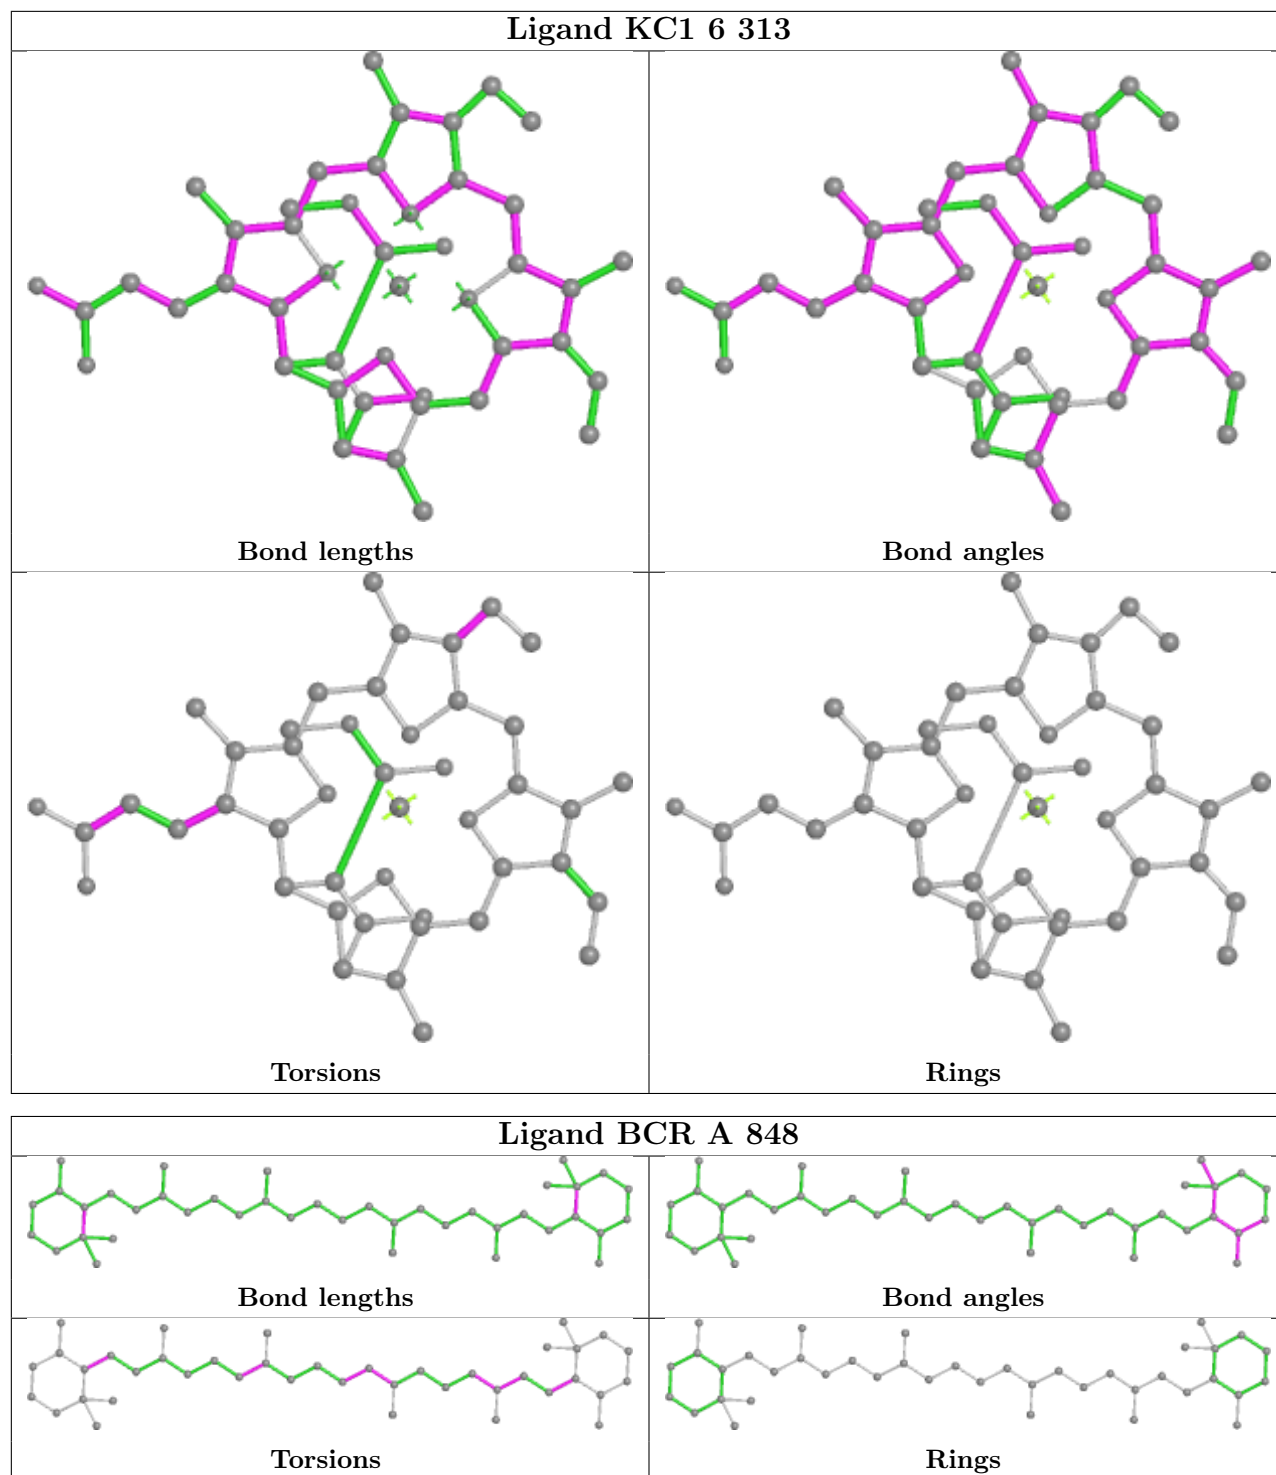 Ligand KC1 6 313
Bond lengths
Bond angles
Torsions
Rings
Ligand BCR A 848
Bond lengths
Bond angles
Torsions
Rings